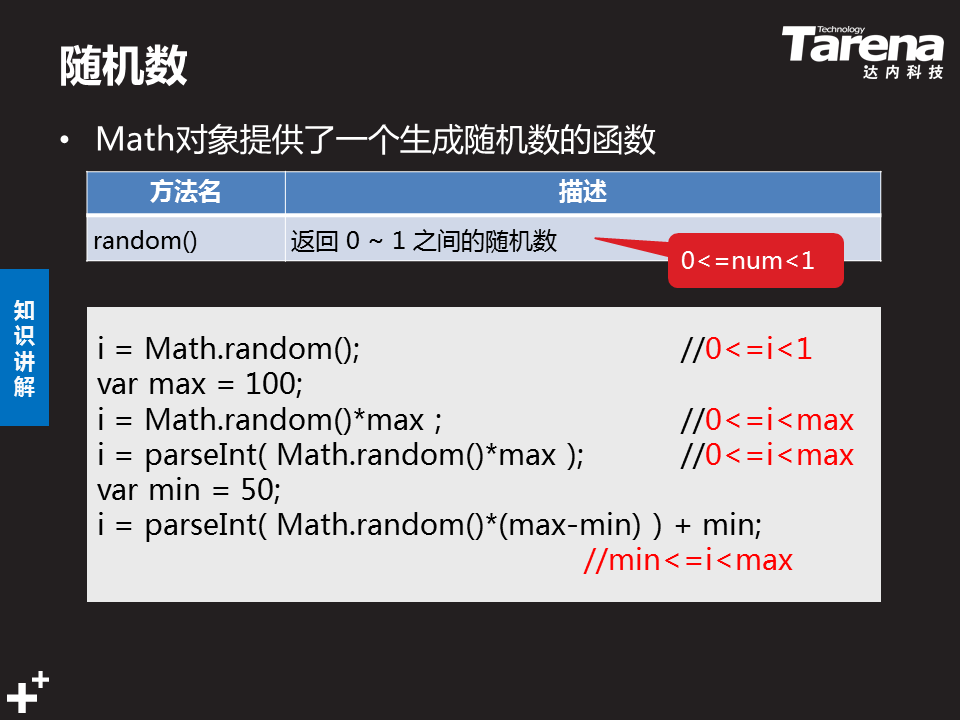 随机数
Technology
Tarena
达内科技
• Math对象提供了一个生成随机数的函数
方法名 描述
random() 返回 0 ~ 1 之间的随机数
0<=num<1
知识讲解
i = Math.random(); //0<=i<1
var max = 100;
i = Math.random()*max ; //0<=i<max
i = parseInt( Math.random()*max ); //0<=i<max
var min = 50;
i = parseInt( Math.random()*(max-min) ) + min;
//min<=i<max